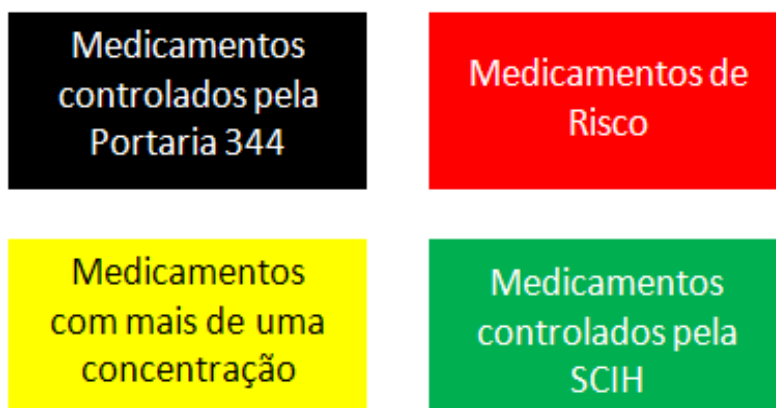 Medicamentos
controlados pela
Portaria 344
Medicamentos de
Risco
Medicamentos
com mais de uma
concentração
Medicamentos
controlados pela
SCIH